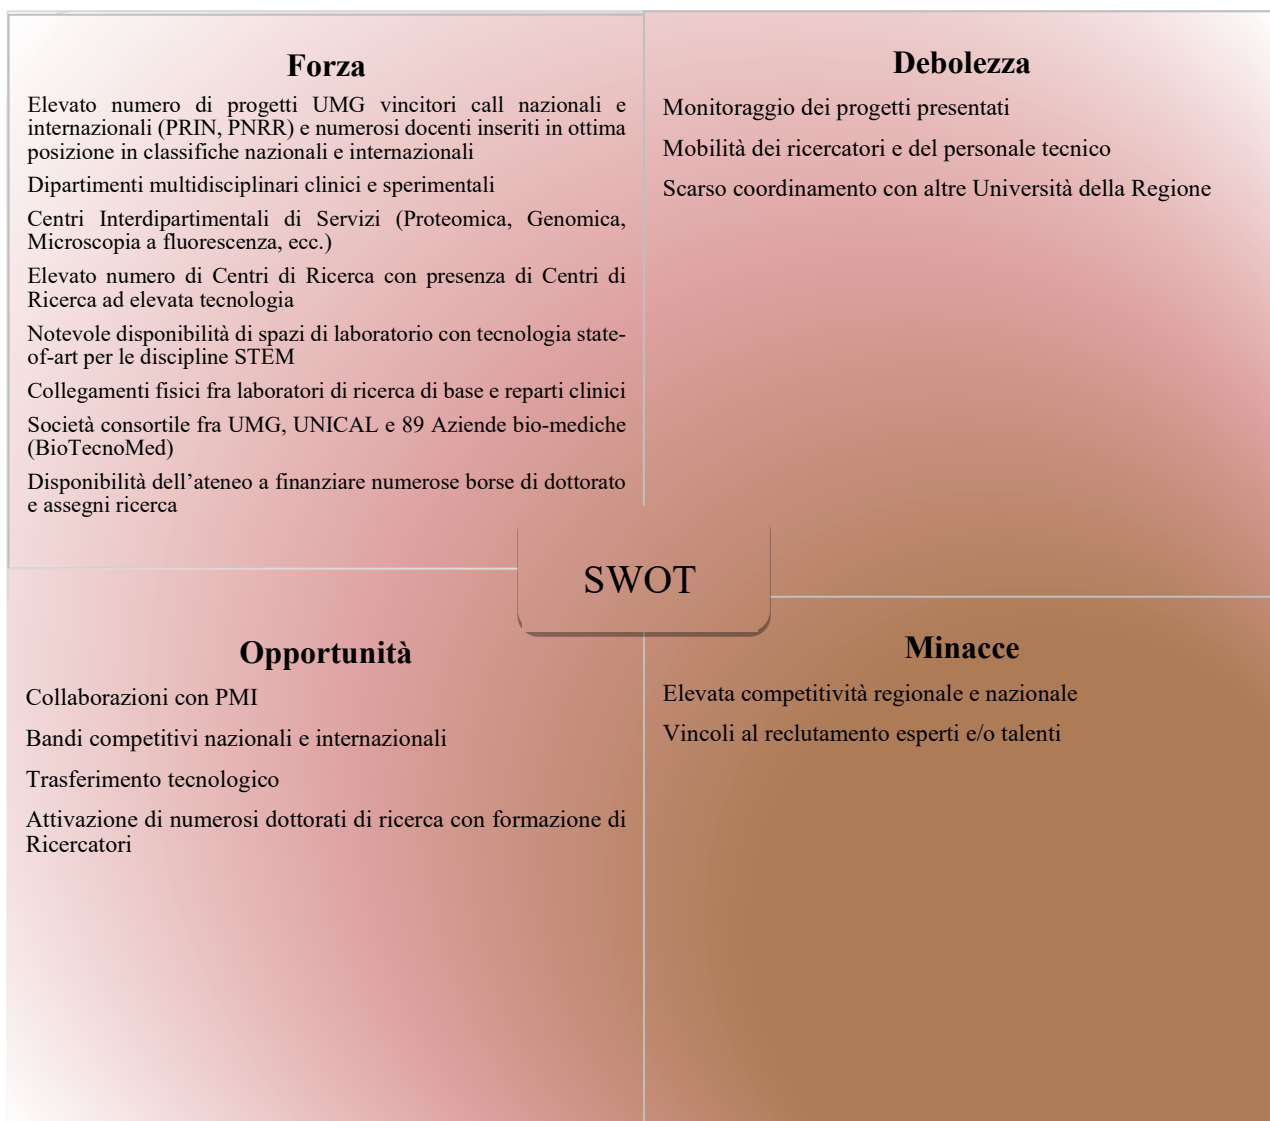 Forza
Elevato numero di progetti UMG vincitori call nazionali e
internazionali (PRIN, PNRR) e numerosi docenti inseriti in ottima
posizione in classifiche nazionali e internazionali
Dipartimenti multidisciplinari clinici e sperimentali
Centri Interdipartimentali di Servizi (Proteomica, Genomica,
Microscopia a fluorescenza, ecc.)
Elevato numero di Centri di Ricerca con presenza di Centri di
Ricerca ad elevata tecnologia
Notevole disponibilità di spazi di laboratorio con tecnologia state-
of-art per le discipline STEM
Collegamenti fisici fra laboratori di ricerca di base e reparti clinici
Società consortile fra UMG, UNICAL e 89 Aziende bio-mediche
(BioTecnoMed)
Disponibilità dell’ateneo a finanziare numerose borse di dottorato
e assegni ricerca
Debolezza
Monitoraggio dei progetti presentati
Mobilità dei ricercatori e del personale tecnico
Scarso coordinamento con altre Università della Regione
SWOT
Opportunità
Collaborazioni con PMI
Bandi competitivi nazionali e internazionali
Trasferimento tecnologico
Attivazione di numerosi dottorati di ricerca con formazione di
Ricercatori
Minacce
Elevata competitività regionale e nazionale
Vincoli al reclutamento esperti e/o talenti